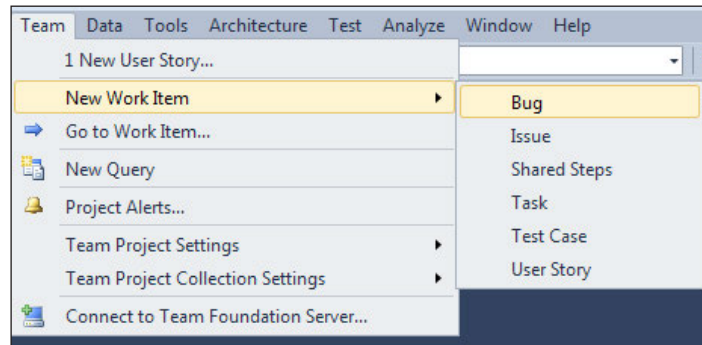 Team Data Tools Architecture Test Analyze Window Help
1 New User Story...
New Work Item
Go to Work Item...
New Query
Project Alerts...
Team Project Settings
Team Project Collection Settings
Connect to Team Foundation Server...
Bug
Issue
Shared Steps
Task
Test Case
User Story